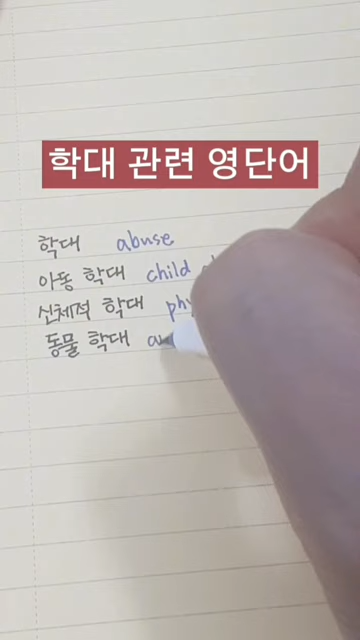 학대 관련 영단어
학대 abuse
아동 학대 child
신체적 학대
동물 학대